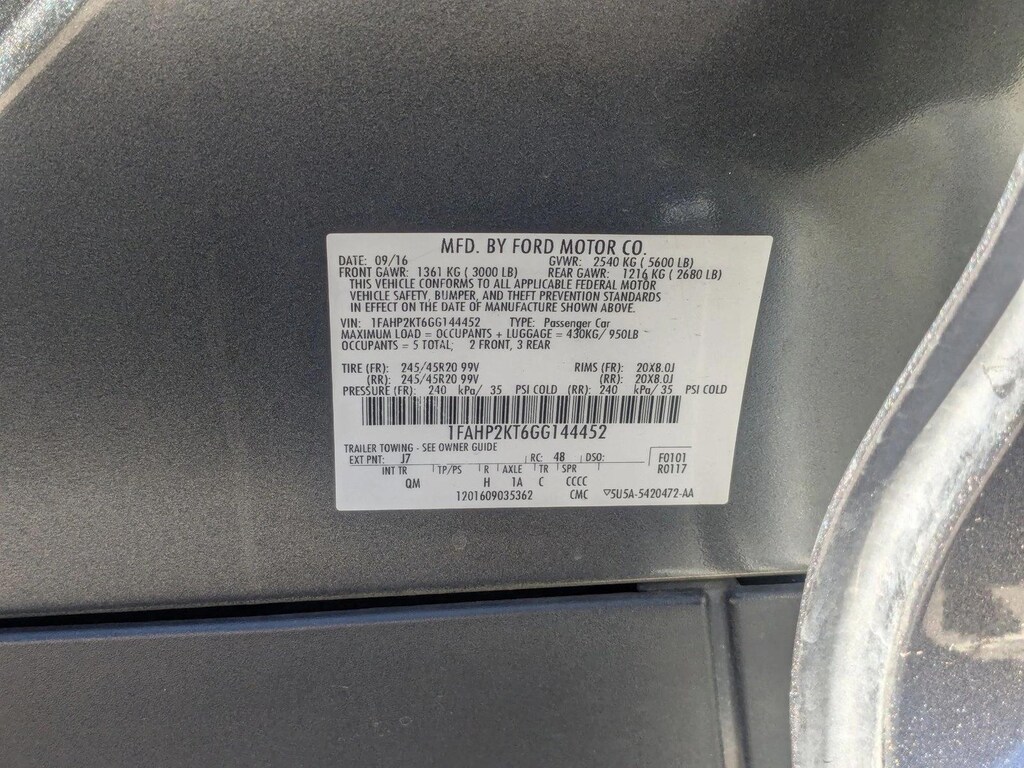 MFD. BY FORD MOTOR CO.
DATE: 09/16 GVWR: 2540 KG ( 5600 LB)
FRONT GAWR: 1361 KG ( 3000 LB) REAR GAWR: 1216 KG ( 2680 LB)
THIS VEHICLE CONFORMS TO ALL APPLICABLE FEDERAL MOTOR
VEHICLE SAFETY, BUMPER, AND THEFT PREVENTION STANDARDS
IN EFFECT ON THE DATE OF MANUFACTURE SHOWN ABOVE.
VIN: 1FAHP2KT6GG144452 TYPE: Passenger Car
MAXIMUM LOAD = OCCUPANTS + LUGGAGE = 430KG/ 950LB
OCCUPANTS = 5 TOTAL; 2 FRONT, 3 REAR
TIRE (FR): 245/45R20 99V RIMS (FR): 20X8.0J
(RR): 245/45R20 99V (RR): 20X8.0J
PRESSURE (FR): 240 kPa/ 35 PSI COLD (RR): 240 kPa/ 35 PSI COLD
1FAHP2KT6GG144452
TRAILER TOWING - SEE OWNER GUIDE
EXT PNT: J7 RC: 48 DSO: F0101
INT TR TP/PS R AXLE TR SPR R0117
QM H 1A C CCCC
1201609035362 CMC ▽5U5A-5420472-AA